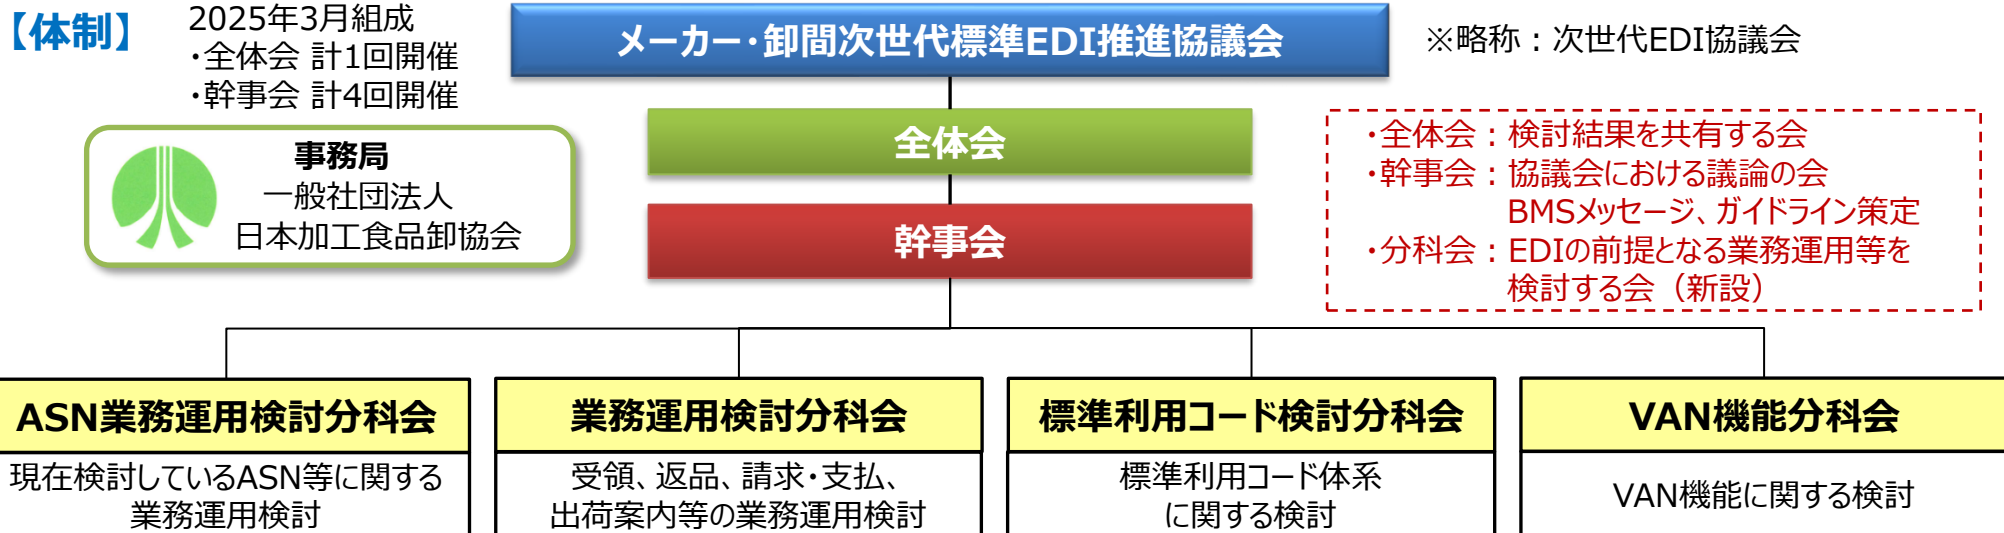 【体制】
2025年3月組成
・全体会 計1回開催
・幹事会 計4回開催
メーカー・卸間次世代標準EDI推進協議会
※略称：次世代EDI協議会
事務局
一般社団法人
日本加工食品卸協会
全体会
幹事会
・全体会：検討結果を共有する会
・幹事会：協議会における議論の会
BMSメッセージ、ガイドライン策定
・分科会：EDIの前提となる業務運用等を
検討する会（新設）
ASN業務運用検討分科会
現在検討しているASN等に関する
業務運用検討
業務運用検討分科会
受領、返品、請求・支払、
出荷案内等の業務運用検討
標準利用コード検討分科会
標準利用コード体系
に関する検討
VAN機能分科会
VAN機能に関する検討